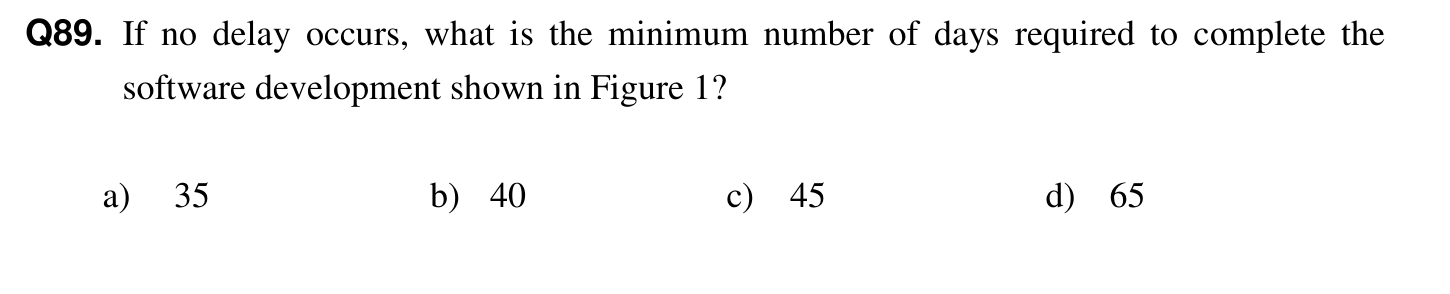 Q89. If no delay occurs, what is the minimum number of days required to complete the
software development shown in Figure 1?
a) 35 b) 40 c) 45 d) 65